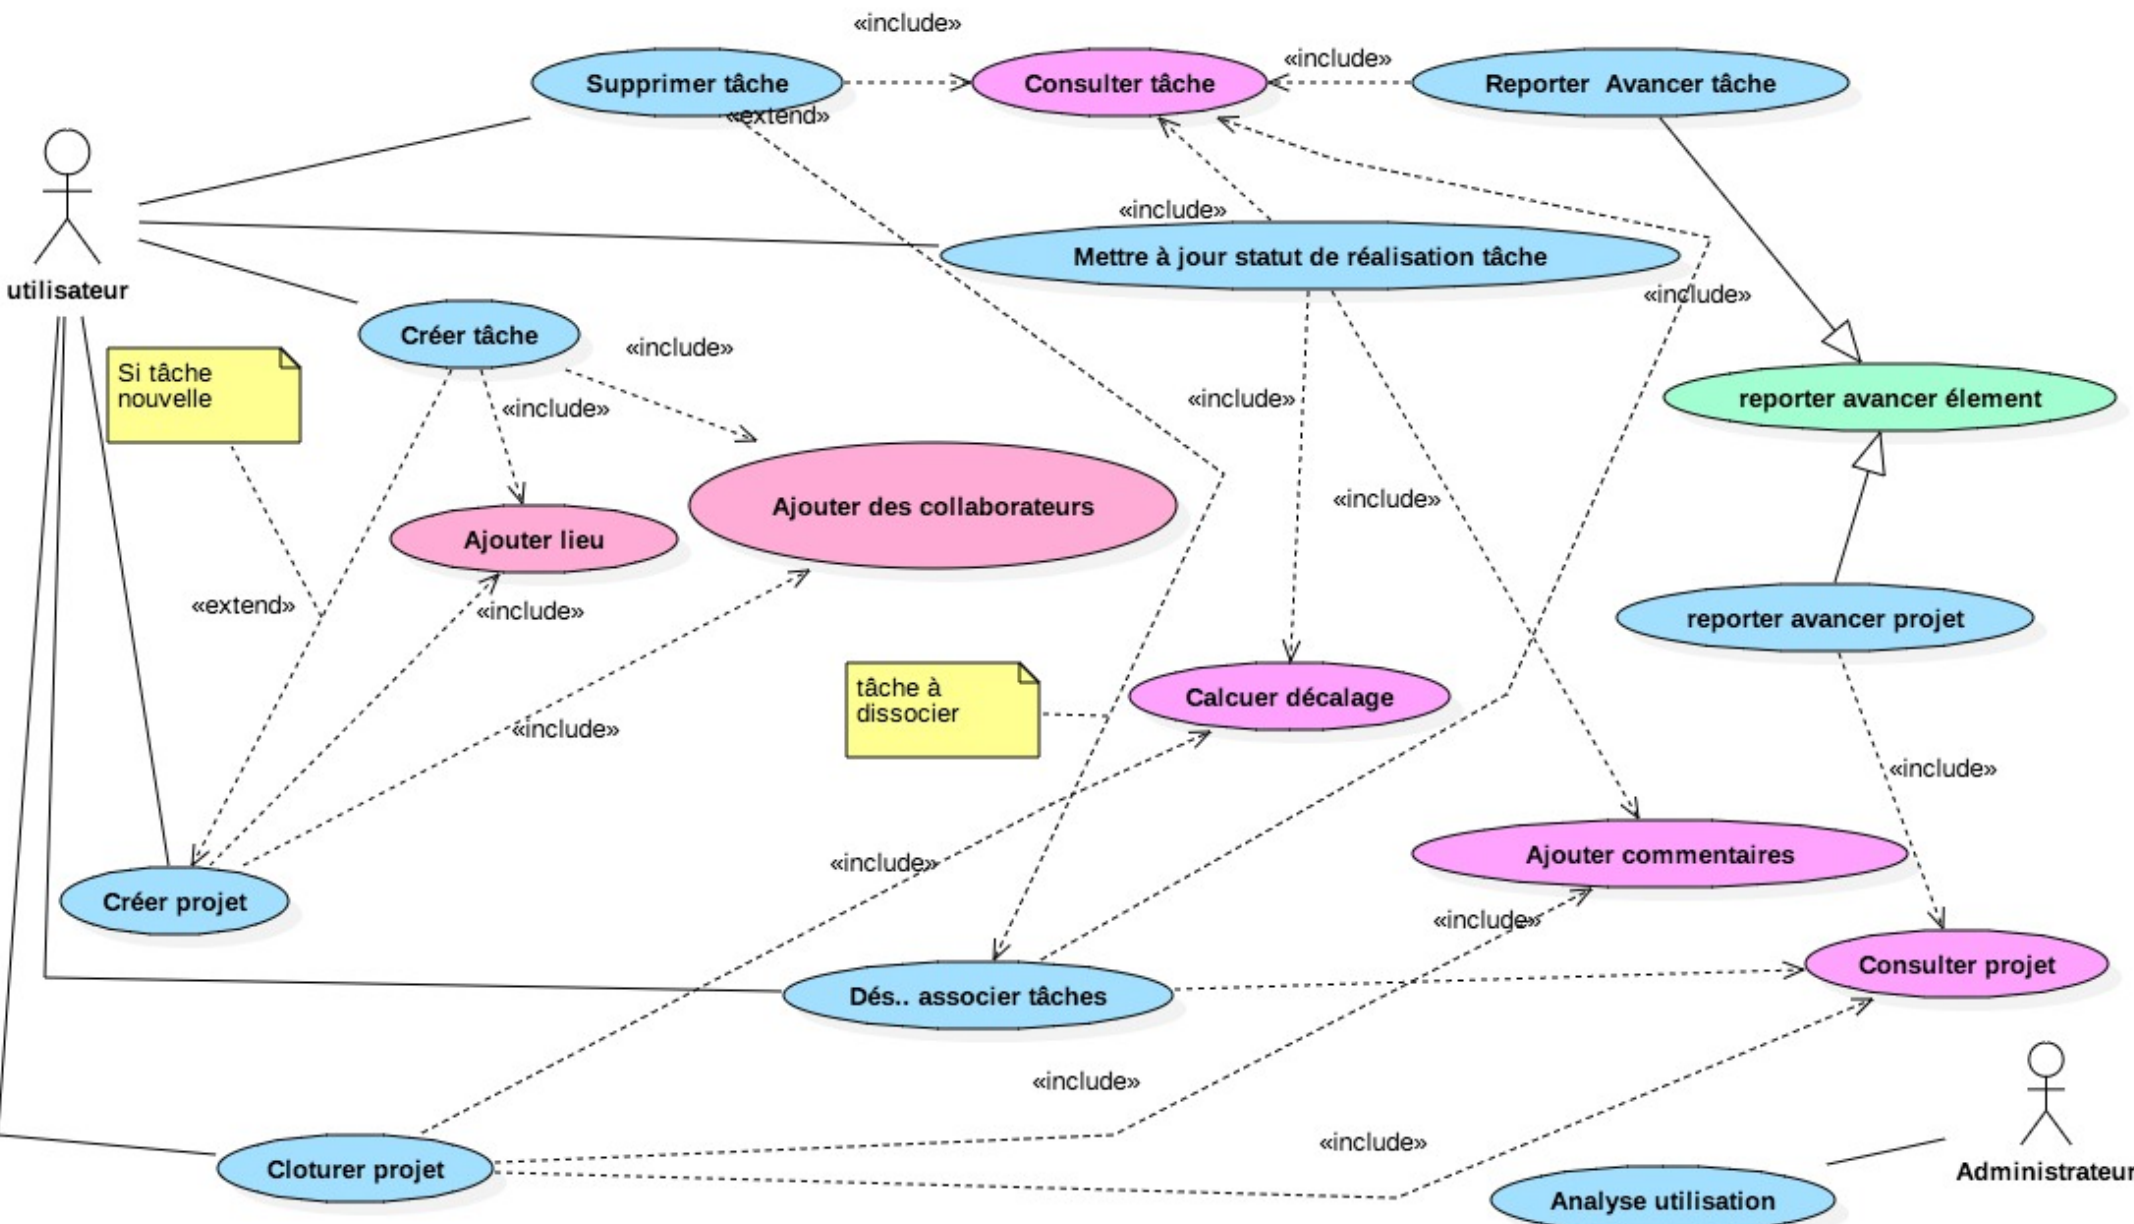 «include»
Supprimer tâche
Consulter tâche
«include»
Reporter  Avancer tâche
«extend»
«include»
Mettre à jour statut de réalisation tâche
utilisateur
«include»
Créer tâche
«include»
Si tâche
nouvelle
«include»
«include»
reporter avancer élement
«include»
Ajouter des collaborateurs
Ajouter lieu
«extend»
«include»
reporter avancer projet
tâche à
dissocier
Calcuer décalage
«include»
«include»
«include»
Ajouter commentaires
Créer projet
«include»
Consulter projet
Dés.. associer tâches
«include»
«include»
Cloturer projet
Administrateur
Analyse utilisation